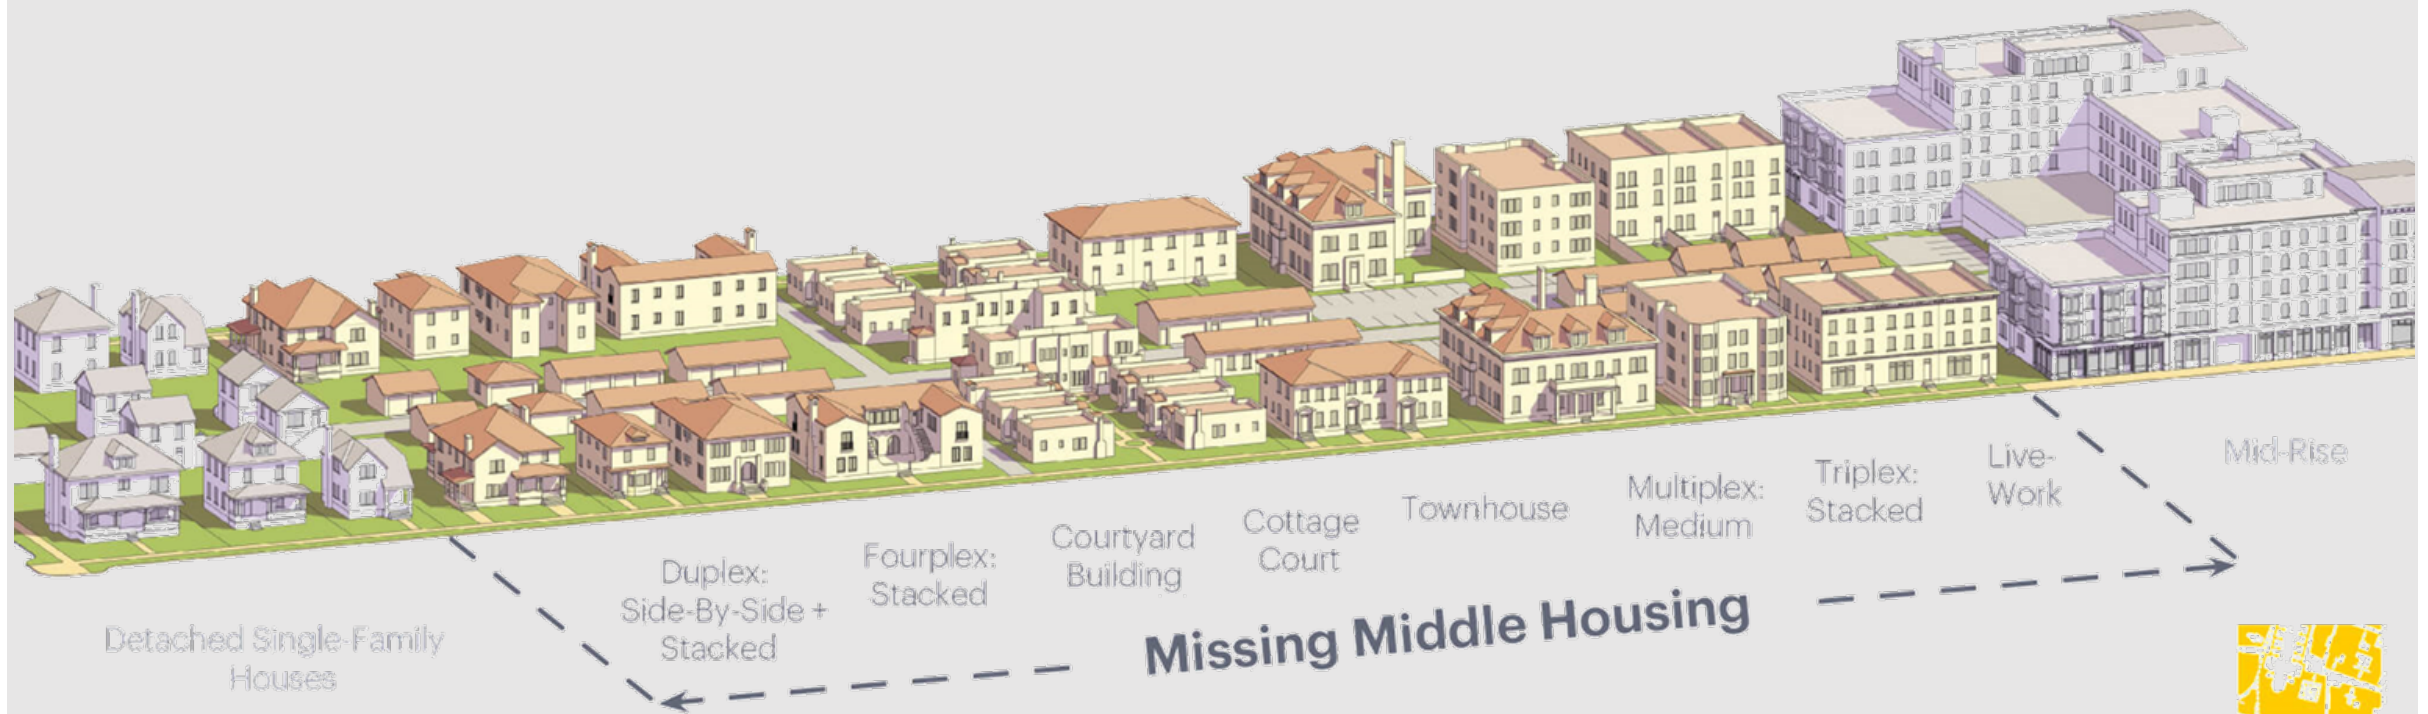 Detached Single-Family
Houses
Duplex:
Side-By-Side +
Stacked
Fourplex:
Stacked
Courtyard
Building
Cottage
Court
Townhouse
Multiplex:
Medium
Triplex:
Stacked
Live-
Work
Mid-Rise
Missing Middle Housing